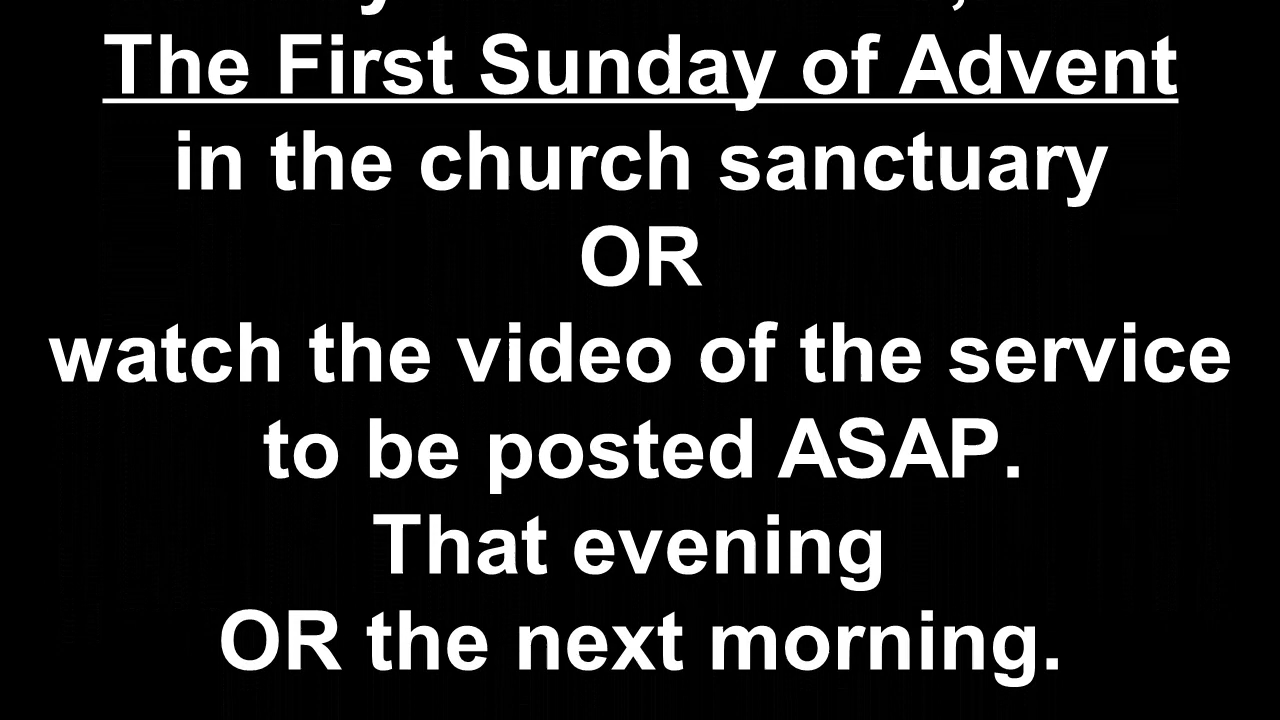 The First Sunday of Advent
in the church sanctuary
OR
watch the video of the service
to be posted ASAP.
That evening
OR the next morning.